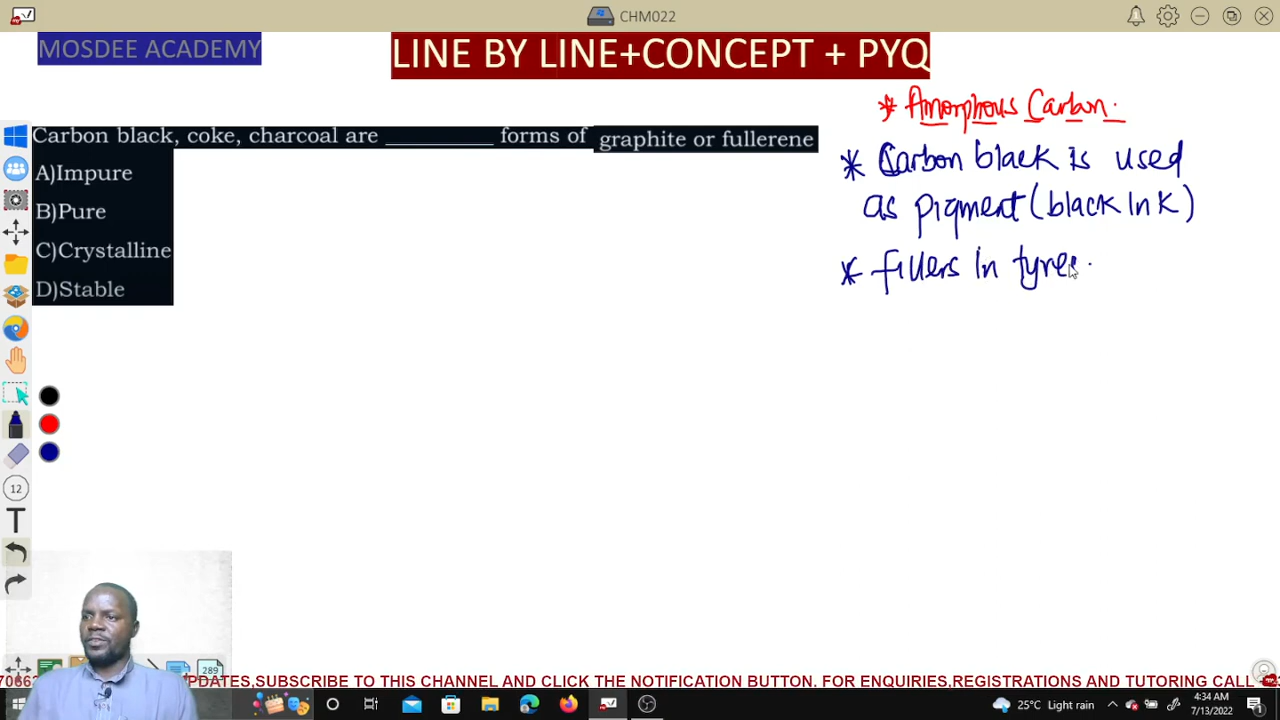 CHM022
MOSDEE ACADEMY
LINE BY LINE+CONCEPT + PYQ
* Amorphous Carbon.
Carbon black, coke, charcoal are __________ forms of graphite or fullerene
A)Impure
B)Pure
C)Crystalline
D)Stable
* Carbon black is used
as pigment (black Ink)
* fillers in tyres.
12
T
289
PDATES,SUBSCRIBE TO THIS CHANNEL AND CLICK THE NOTIFICATION BUTTON. FOR ENQUIRIES,REGISTRATIONS AND TUTORING CALL
25°C Light rain
4:34 AM
7/13/2022